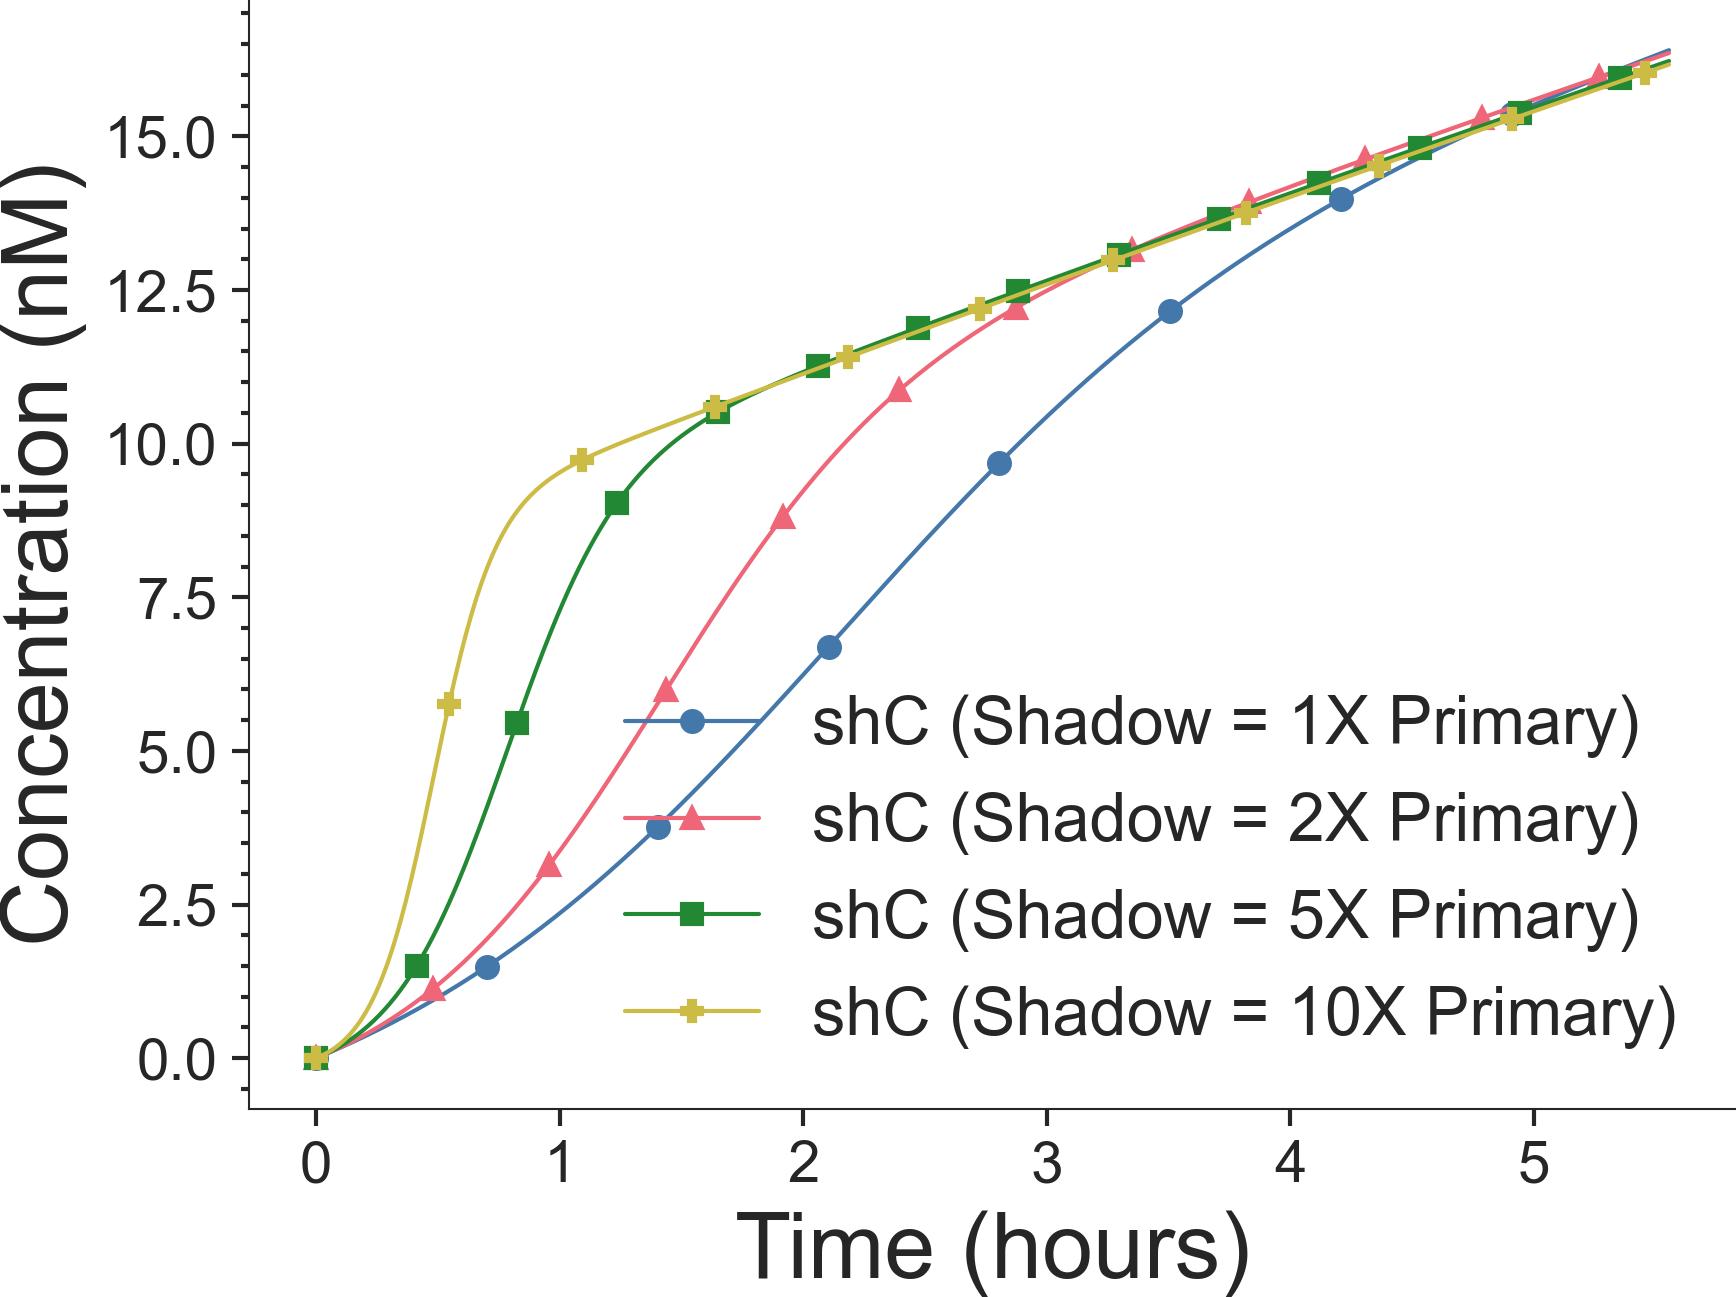 Concentration (nM)
15.0
12.5
10.0
7.5
5.0
2.5
0.0
shC (Shadow = 1X Primary)
shC (Shadow = 2X Primary)
shC (Shadow = 5X Primary)
shC (Shadow = 10X Primary)
0 1 2 3 4 5
Time (hours)